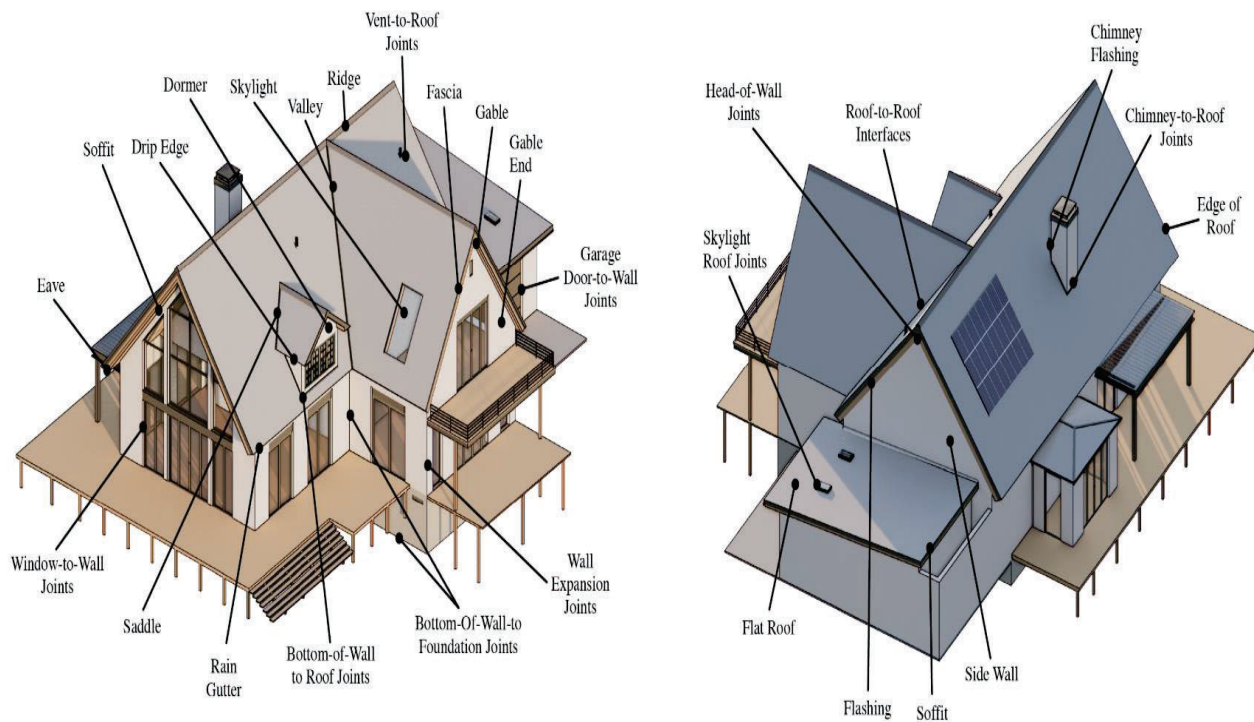 Vent-to-Roof
Joints
Skylight
Ridge
Dormer
Valley
Fascia
Gable
Soffit
Drip Edge
Gable
End
Eave
Garage
Door-to-Wall
Joints
Window-to-Wall
Joints
Saddle
Rain
Gutter
Bottom-of-Wall
to Roof Joints
Bottom-Of-Wall-to
Foundation Joints
Wall
Expansion
Joints
Chimney
Flashing
Head-of-Wall
Joints
Roof-to-Roof
Interfaces
Chimney-to-Roof
Joints
Skylight
Roof Joints
Edge of
Roof
Flat Roof
Side Wall
Flashing
Soffit